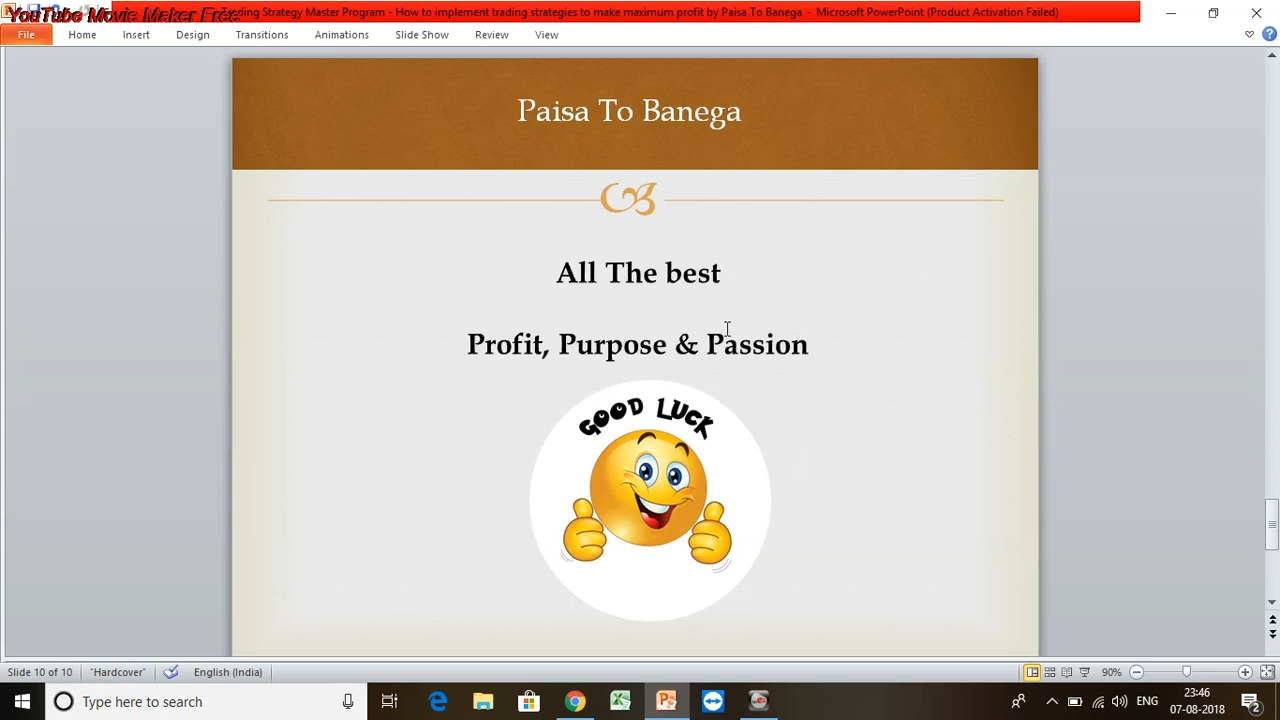 YouTube Movie Maker Free
ding Strategy Master Program - How to implement trading strategies to make maximum profit by Paisa To Banega - Microsoft PowerPoint (Product Activation Failed)
File Home Insert Design Transitions Animations Slide Show Review View
Paisa To Banega
All The best
Profit, Purpose & Passion
GOOD LUCK
Slide 10 of 10 "Hardcover" English (India) 90%
Type here to search
ENG
23:46
07-08-2018
2